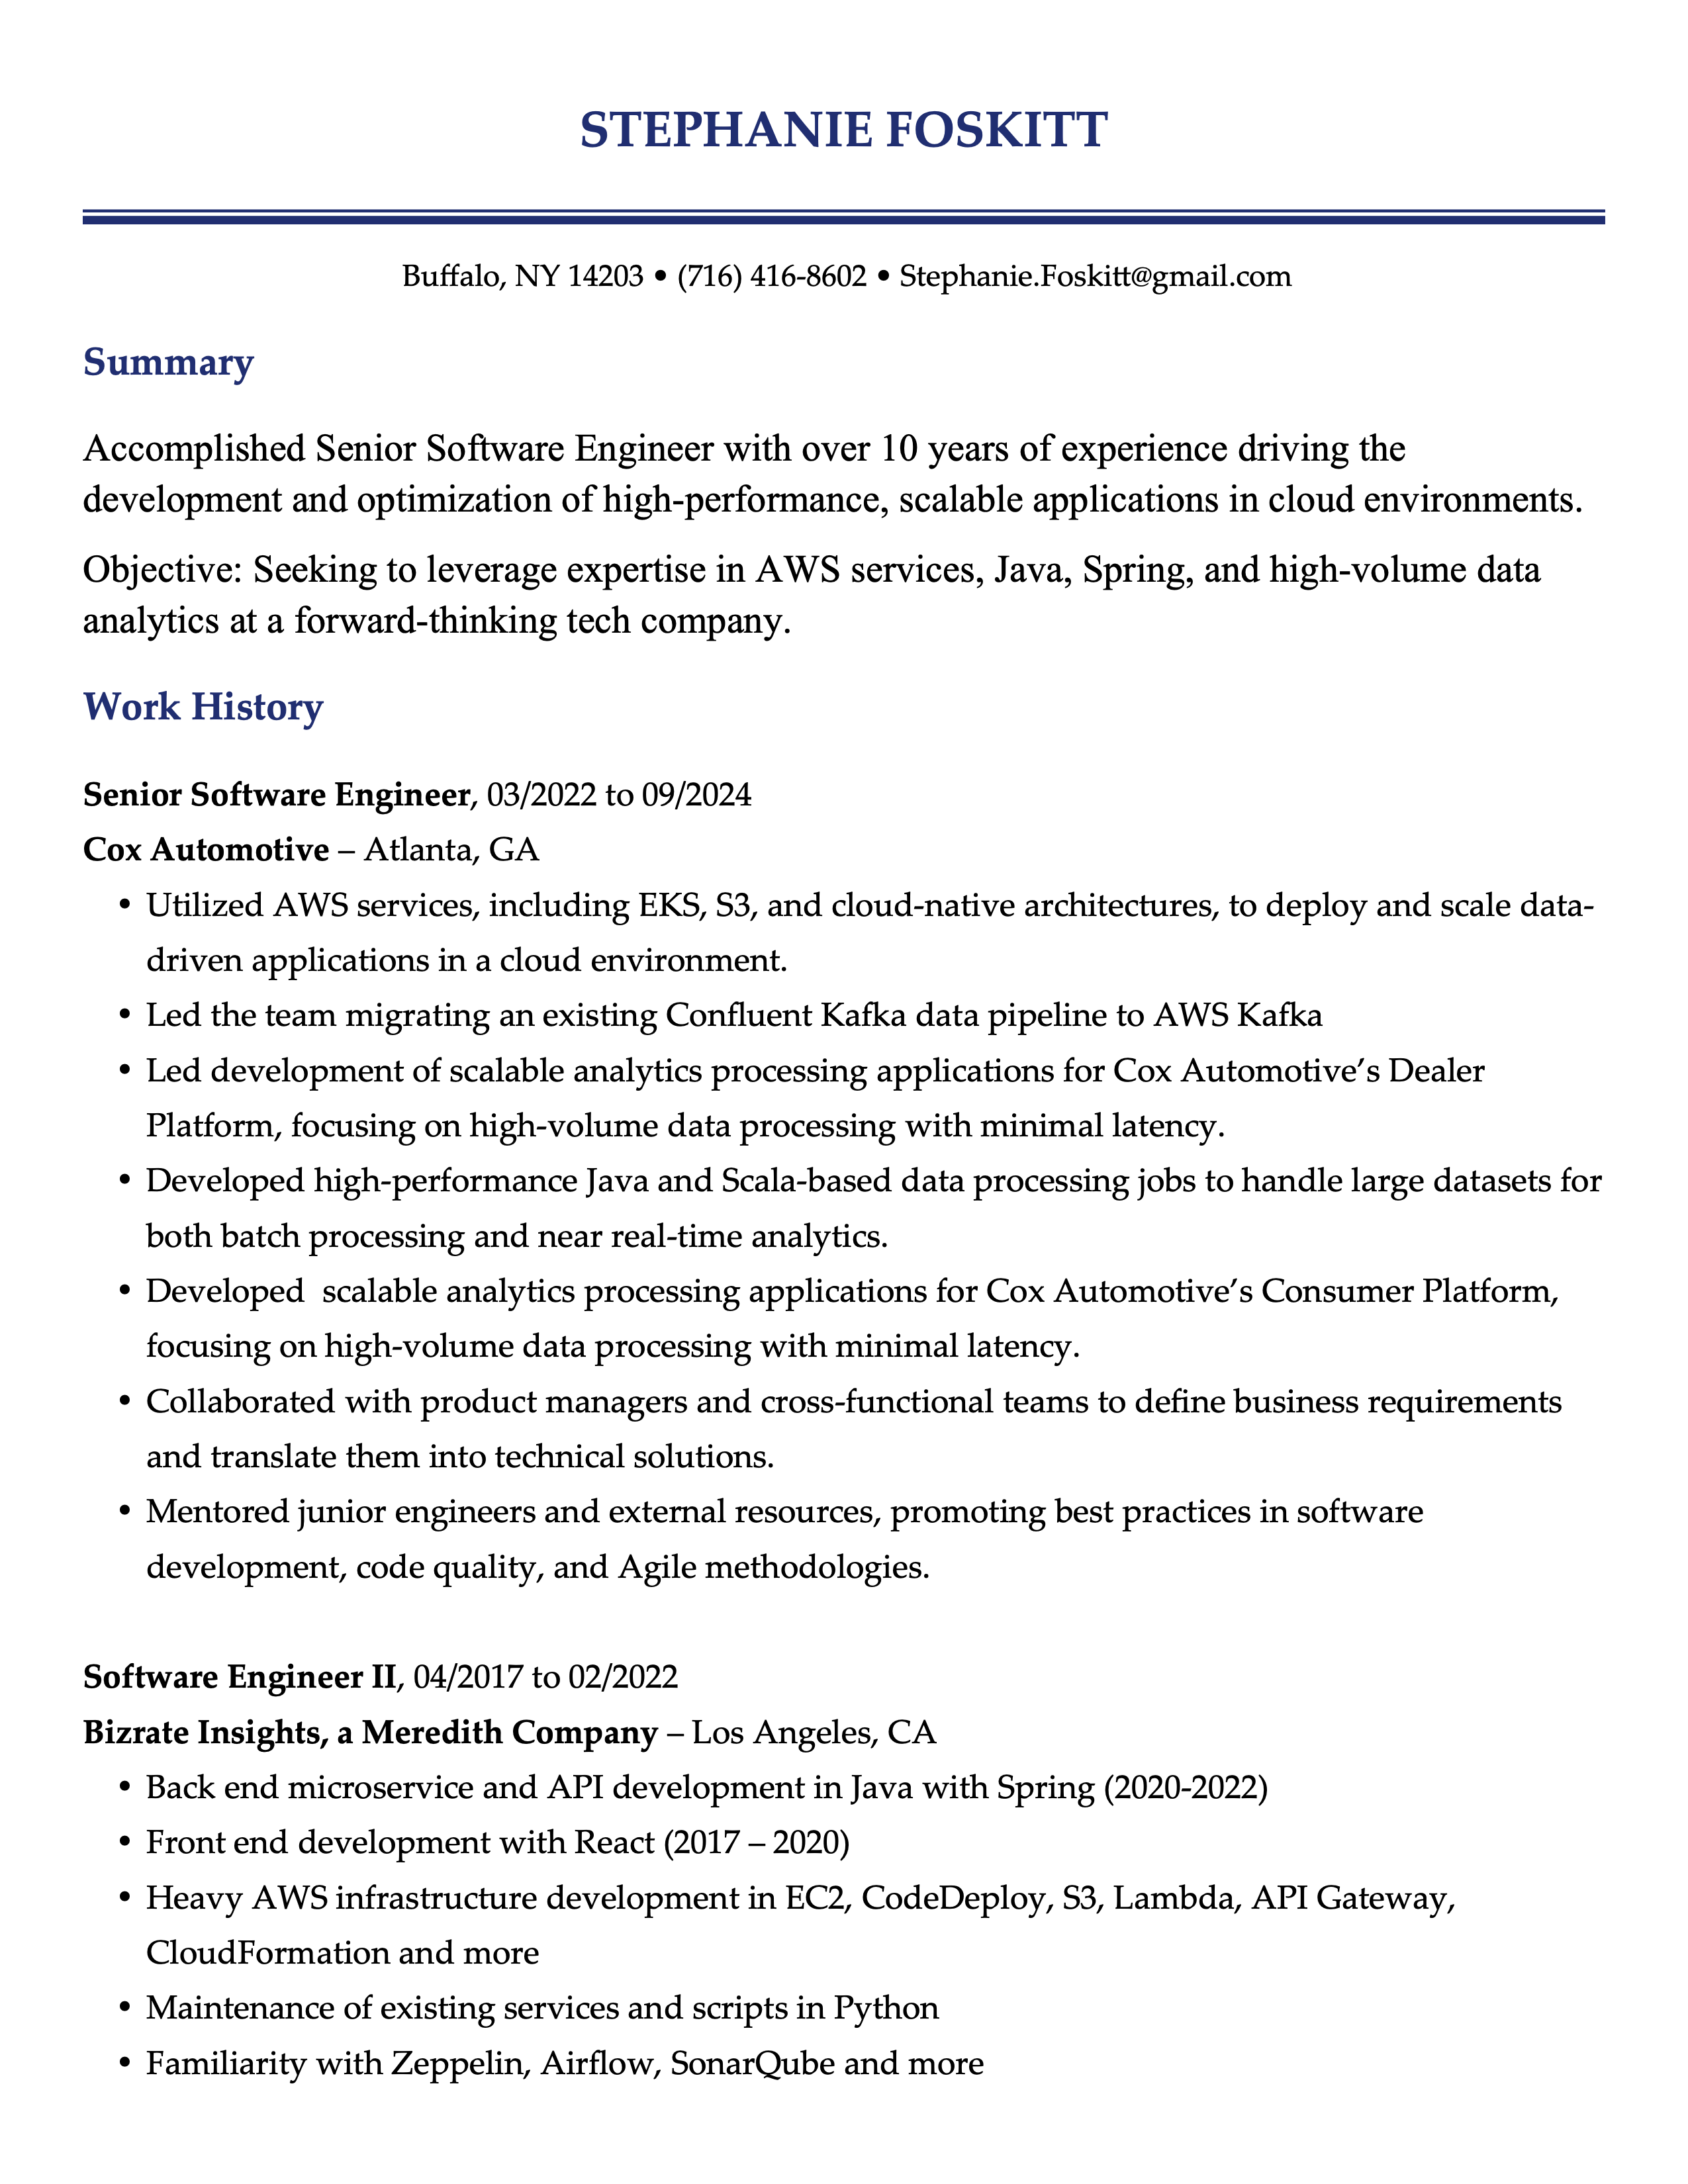 STEPHANIE FOSKITT
Buffalo, NY 14203 • (716) 416-8602 • Stephanie.Foskitt@gmail.com
Summary
Accomplished Senior Software Engineer with over 10 years of experience driving the
development and optimization of high-performance, scalable applications in cloud environments.
Objective: Seeking to leverage expertise in AWS services, Java, Spring, and high-volume data
analytics at a forward-thinking tech company.
Work History
Senior Software Engineer, 03/2022 to 09/2024
Cox Automotive – Atlanta, GA
• Utilized AWS services, including EKS, S3, and cloud-native architectures, to deploy and scale data-
driven applications in a cloud environment.
• Led the team migrating an existing Confluent Kafka data pipeline to AWS Kafka
• Led development of scalable analytics processing applications for Cox Automotive’s Dealer
Platform, focusing on high-volume data processing with minimal latency.
• Developed high-performance Java and Scala-based data processing jobs to handle large datasets for
both batch processing and near real-time analytics.
• Developed  scalable analytics processing applications for Cox Automotive’s Consumer Platform,
focusing on high-volume data processing with minimal latency.
• Collaborated with product managers and cross-functional teams to define business requirements
and translate them into technical solutions.
• Mentored junior engineers and external resources, promoting best practices in software
development, code quality, and Agile methodologies.
Software Engineer II, 04/2017 to 02/2022
Bizrate Insights, a Meredith Company – Los Angeles, CA
• Back end microservice and API development in Java with Spring (2020-2022)
• Front end development with React (2017 – 2020)
• Heavy AWS infrastructure development in EC2, CodeDeploy, S3, Lambda, API Gateway,
CloudFormation and more
• Maintenance of existing services and scripts in Python
• Familiarity with Zeppelin, Airflow, SonarQube and more